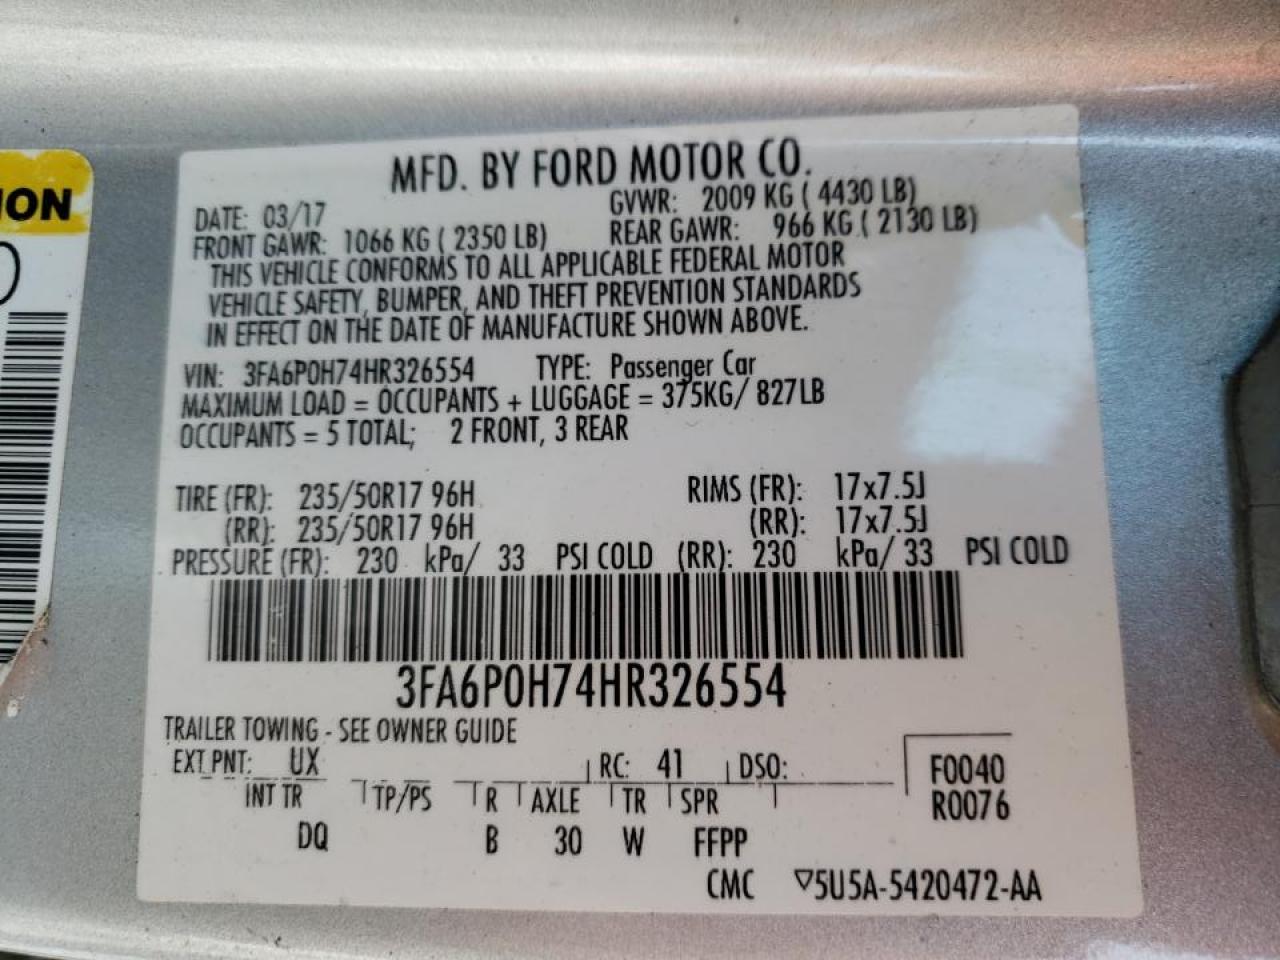 ION
MFD. BY FORD MOTOR CO.
DATE: 03/17 GVWR: 2009 KG ( 4430 LB)
FRONT GAWR: 1066 KG ( 2350 LB) REAR GAWR: 966 KG ( 2130 LB)
THIS VEHICLE CONFORMS TO ALL APPLICABLE FEDERAL MOTOR
VEHICLE SAFETY, BUMPER, AND THEFT PREVENTION STANDARDS
IN EFFECT ON THE DATE OF MANUFACTURE SHOWN ABOVE.
VIN: 3FA6P0H74HR326554 TYPE: Passenger Car
MAXIMUM LOAD = OCCUPANTS + LUGGAGE = 375KG/ 827LB
OCCUPANTS = 5 TOTAL; 2 FRONT, 3 REAR
TIRE (FR): 235/50R17 96H RIMS (FR): 17x7.5J
(RR): 235/50R17 96H (RR): 17x7.5J
PRESSURE (FR): 230 kPa/ 33 PSI COLD (RR): 230 kPa/ 33 PSI COLD
3FA6P0H74HR326554
TRAILER TOWING - SEE OWNER GUIDE
EXT PNT: UX RC: 41 DSO: F0040
INT TR TP/PS R AXLE TR SPR R0076
DQ B 30 W FFPP
CMC ▽5U5A-5420472-AA